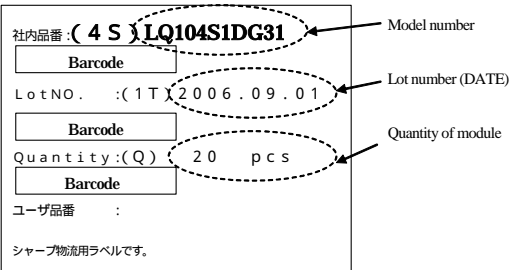 社内品番:(4S)LQ104S1DG31
Model number
Barcode
LotNO. :(1T)2006.09.01
Lot number (DATE)
Barcode
Quantity:(Q) 20 pcs
Quantity of module
Barcode
ユーザ品番 :
シャープ物流用ラベルです。